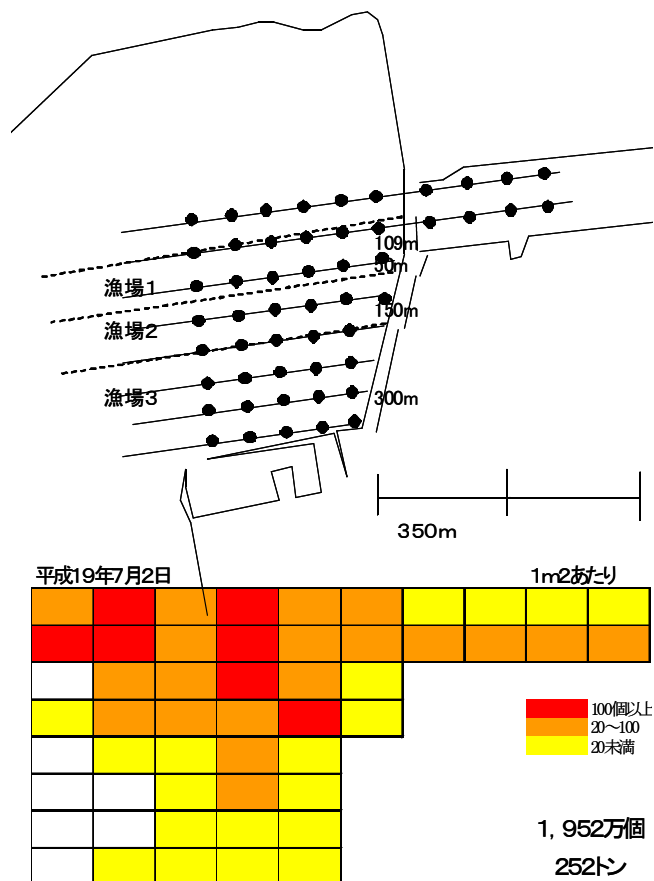 109m
50m
漁場1
150m
漁場2
漁場3
300m
350m
平成19年7月2日
1m2あたり
100個以上
20～100
20未満
1,952万個
252トン